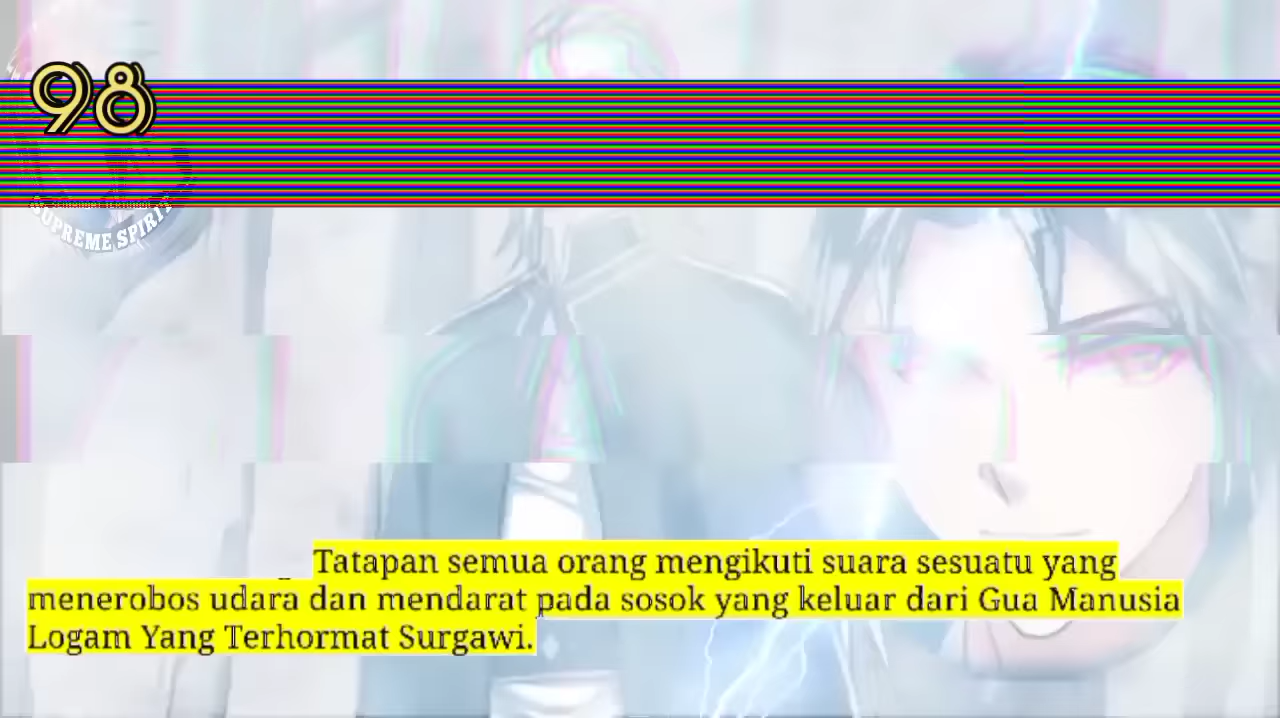 98
SUPREME SPIRIT
Tatapan semua orang mengikuti suara sesuatu yang
menerobos udara dan mendarat pada sosok yang keluar dari Gua Manusia
Logam Yang Terhormat Surgawi.